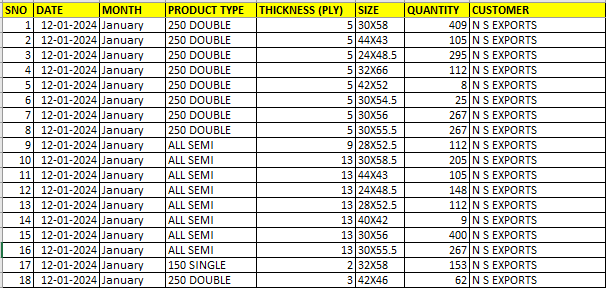 SNO DATE MONTH PRODUCT TYPE THICKNESS (PLY) SIZE QUANTITY CUSTOMER
1 12-01-2024 January 250 DOUBLE 5 30X58 409 N S EXPORTS
2 12-01-2024 January 250 DOUBLE 5 44X43 105 N S EXPORTS
3 12-01-2024 January 250 DOUBLE 5 24X48.5 295 N S EXPORTS
4 12-01-2024 January 250 DOUBLE 5 32X66 112 N S EXPORTS
5 12-01-2024 January 250 DOUBLE 5 42X52 8 N S EXPORTS
6 12-01-2024 January 250 DOUBLE 5 30X54.5 25 N S EXPORTS
7 12-01-2024 January 250 DOUBLE 5 30X56 267 N S EXPORTS
8 12-01-2024 January 250 DOUBLE 5 30X55.5 267 N S EXPORTS
9 12-01-2024 January ALL SEMI 9 28X52.5 112 N S EXPORTS
10 12-01-2024 January ALL SEMI 13 30X58.5 205 N S EXPORTS
11 12-01-2024 January ALL SEMI 13 44X43 105 N S EXPORTS
12 12-01-2024 January ALL SEMI 13 24X48.5 148 N S EXPORTS
13 12-01-2024 January ALL SEMI 13 28X52.5 112 N S EXPORTS
14 12-01-2024 January ALL SEMI 13 40X42 9 N S EXPORTS
15 12-01-2024 January ALL SEMI 13 30X56 400 N S EXPORTS
16 12-01-2024 January ALL SEMI 13 30X55.5 267 N S EXPORTS
17 12-01-2024 January 150 SINGLE 2 32X58 153 N S EXPORTS
18 12-01-2024 January 250 DOUBLE 3 42X46 62 N S EXPORTS